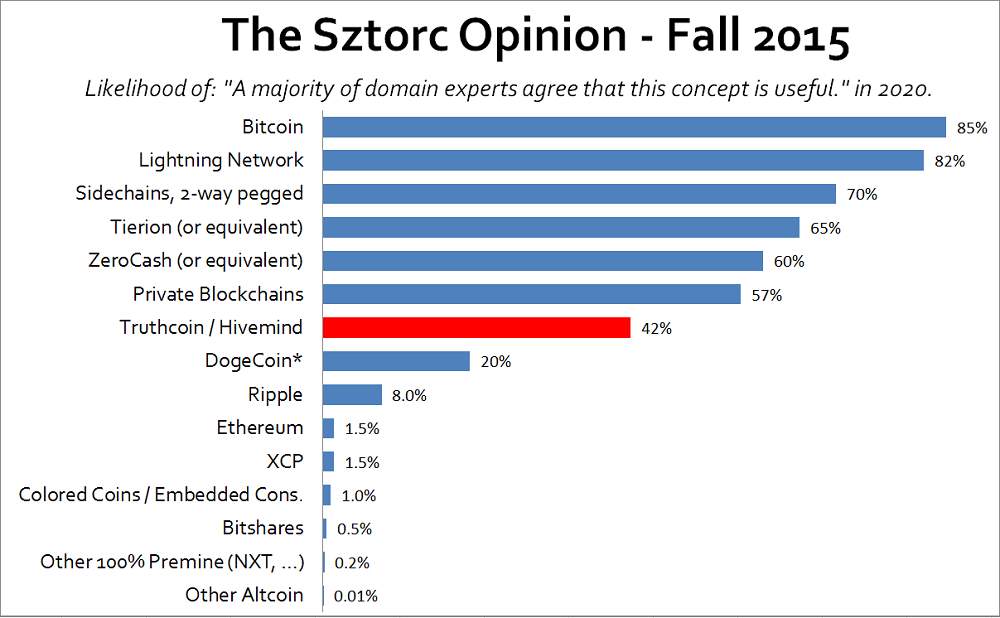 The Sztorc Opinion - Fall 2015
Likelihood of: "A majority of domain experts agree that this concept is useful." in 2020.
Bitcoin 85%
Lightning Network 82%
Sidechains, 2-way pegged 70%
Tierion (or equivalent) 65%
ZeroCash (or equivalent) 60%
Private Blockchains 57%
Truthcoin / Hivemind 42%
DogeCoin* 20%
Ripple 8.0%
Ethereum 1.5%
XCP 1.5%
Colored Coins / Embedded Cons. 1.0%
Bitshares 0.5%
Other 100% Premine (NXT, ...) 0.2%
Other Altcoin 0.01%